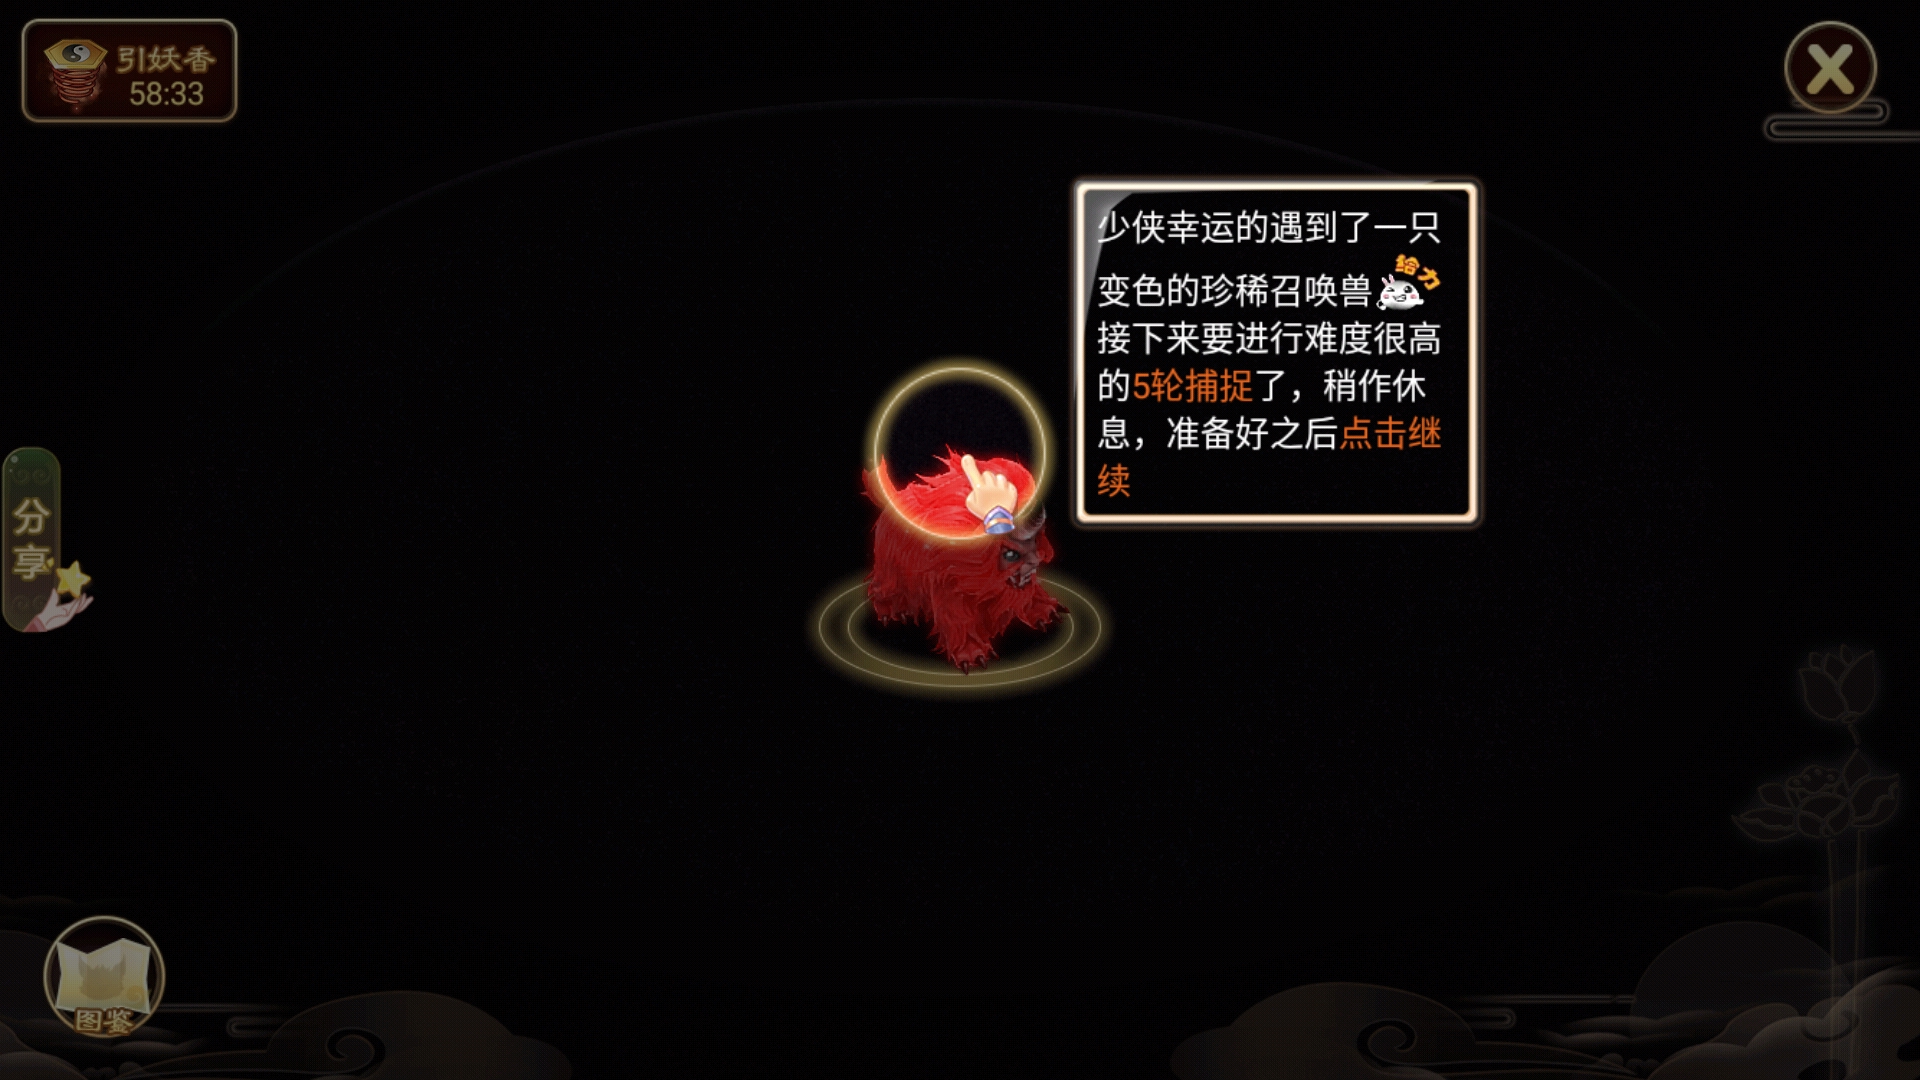 引妖香
58:33
少侠幸运的遇到了一只
变色的珍稀召唤兽给力
接下来要进行难度很高
的5轮捕捉了，稍作休
息，准备好之后点击继
续
分享
图鉴